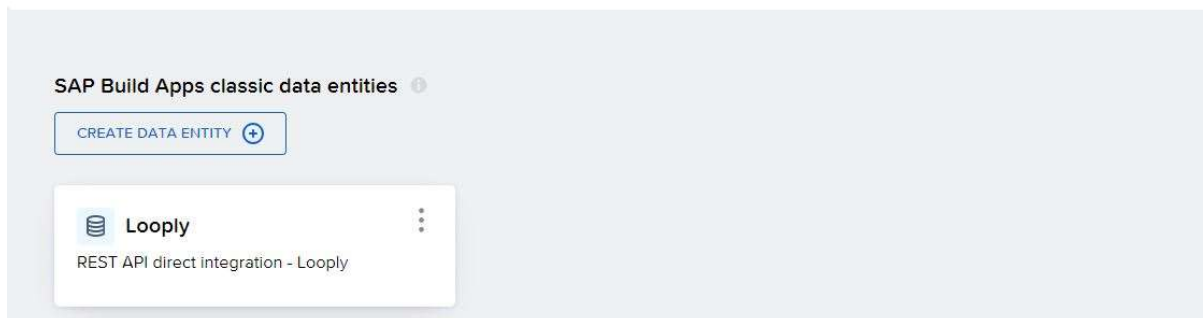 SAP Build Apps classic data entities
CREATE DATA ENTITY
Looply
REST API direct integration - Looply